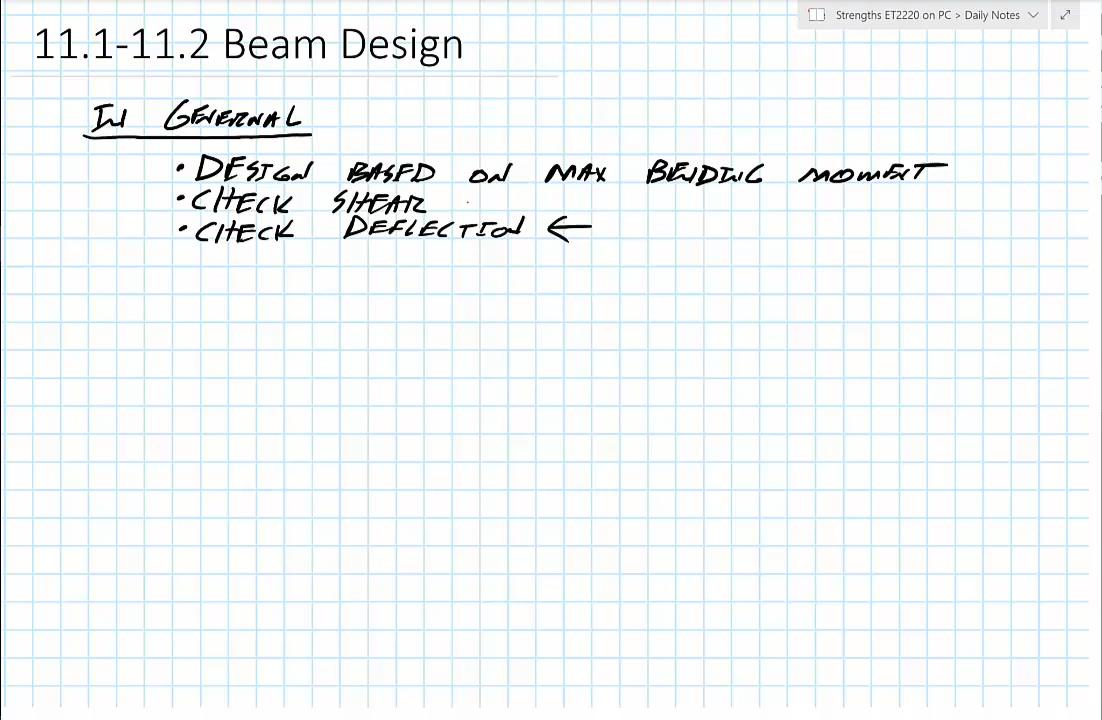 Strengths ET2220 on PC > Daily Notes
11.1-11.2 Beam Design
IN GENERAL
• DESIGN BASED ON MAX BENDING MOMENT
• CHECK SHEAR
• CHECK DEFLECTION ←